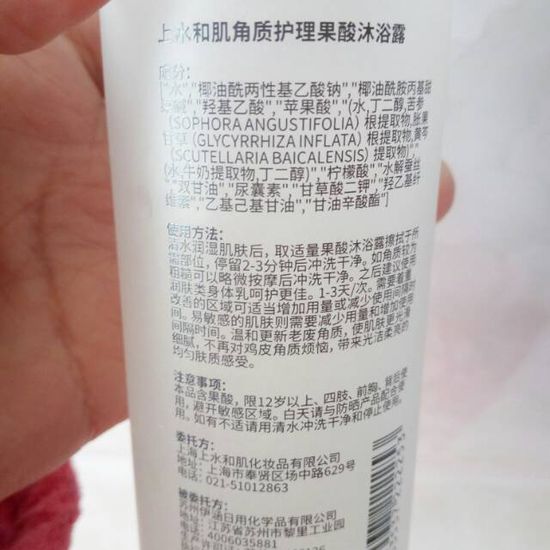 上水和肌角质护理果酸沐浴露
成分:
["水","椰油酰两性基乙酸钠","椰油酰胺丙基甜
菜碱","羟基乙酸","苹果酸",(水,丁二醇,苦参
(SOPHORA ANGUSTIFOLIA) 根提取物,胀果
甘草 (GLYCYRRHIZA INFLATA) 根提取物,黄芩
(SCUTELLARIA BAICALENSIS) 提取物)","
(水,牛奶提取物,丁二醇)","柠檬酸","水解蚕丝
","双甘油","尿囊素","甘草酸二钾","羟乙基纤
维素","乙基己基甘油","甘油辛酸酯"]
使用方法:
清水润湿肌肤后，取适量果酸沐浴露擦拭于所
需部位，停留2-3分钟后冲洗干净。如角质较为
粗糙可以略微按摩后冲洗干净。之后建议使用
润肤类身体乳呵护更佳。1-3天/次。需要着重
改善的区域可适当增加用量或减少使用间隔时
间。易敏感的肌肤则需要减少用量和增加使用
间隔时间。温和更新老废角质，使肌肤更光滑
细腻，不再对鸡皮角质烦恼，带来光洁柔亮的
均匀肤质感受。
注意事项:
本品含果酸，限12岁以上、四肢、前胸、背后使
用，避开敏感区域。白天请与防晒产品配合使
用。如有不适请用清水冲洗干净和停止使用。
委托方:
上海上水和肌化妆品有限公司
地址: 上海市奉贤区场中路629号
电话: 021-51012863
被委托方:
苏州伊涵日用化学品有限公司
地址: 江苏省苏州市黎里工业园
电话: 4006035881